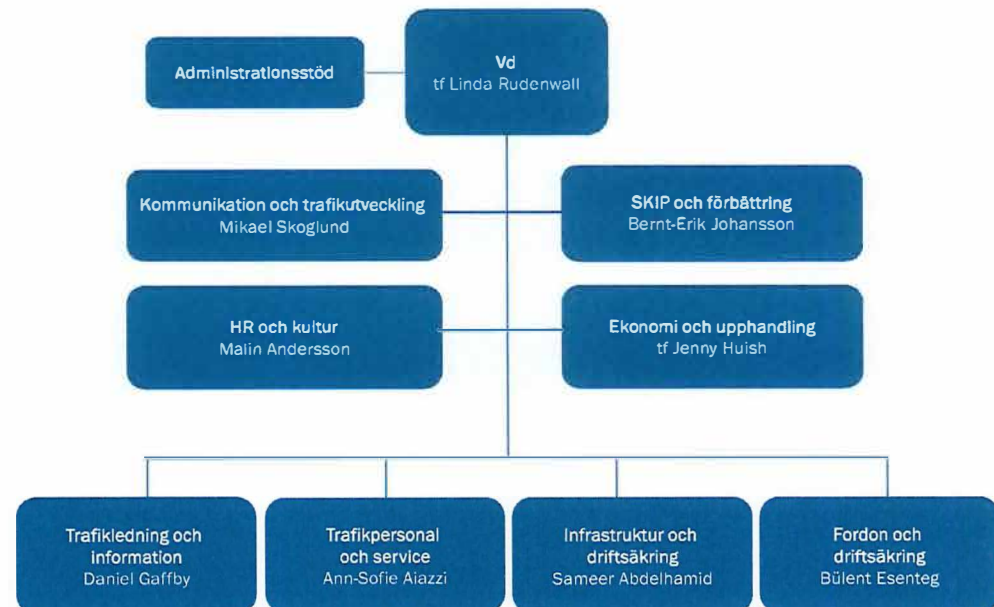 Administrationsstöd
Vd
tf Linda Rudenwall
Kommunikation och trafikutveckling
Mikael Skoglund
SKIP och förbättring
Bernt-Erik Johansson
HR och kultur
Malin Andersson
Ekonomi och upphandling
tf Jenny Huish
Trafikledning och
information
Daniel Gaffby
Trafikpersonal
och service
Ann-Sofie Aiazzi
Infrastruktur och
driftsäkring
Sameer Abdelhamid
Fordon och
driftsäkring
Bülent Esenteg